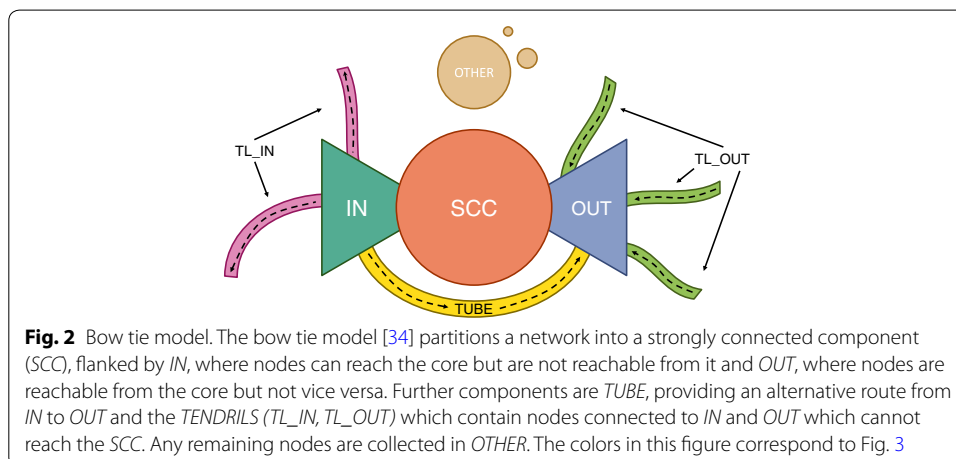 OTHER
TL_IN
TL_OUT
IN
SCC
OUT
TUBE
Fig. 2 Bow tie model. The bow tie model [34] partitions a network into a strongly connected component
(SCC), flanked by IN, where nodes can reach the core but are not reachable from it and OUT, where nodes are
reachable from the core but not vice versa. Further components are TUBE, providing an alternative route from
IN to OUT and the TENDRILS (TL_IN, TL_OUT) which contain nodes connected to IN and OUT which cannot
reach the SCC. Any remaining nodes are collected in OTHER. The colors in this figure correspond to Fig. 3